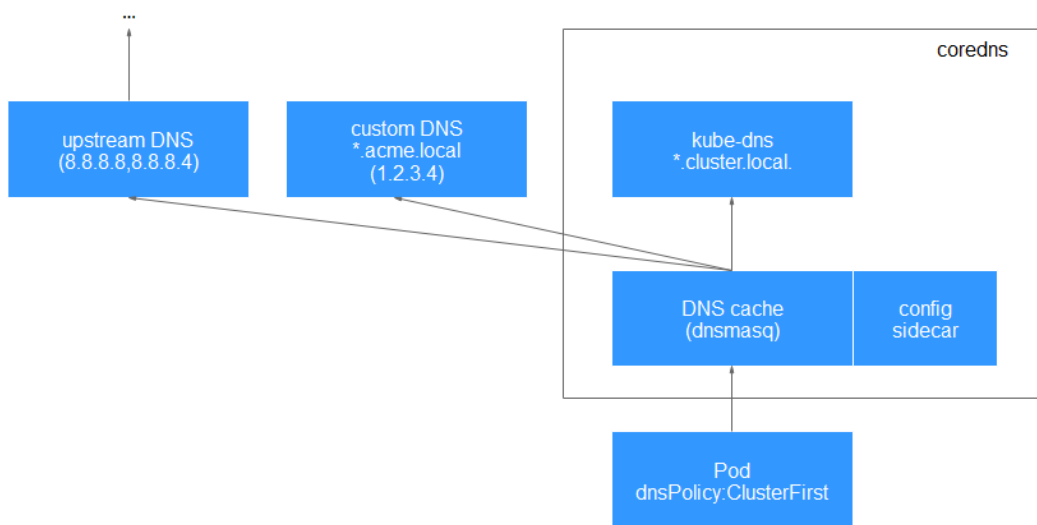 ...
coredns
upstream DNS
(8.8.8.8,8.8.8.4)
custom DNS
*.acme.local
(1.2.3.4)
kube-dns
*.cluster.local.
DNS cache
(dnsmasq)
config
sidecar
Pod
dnsPolicy:ClusterFirst